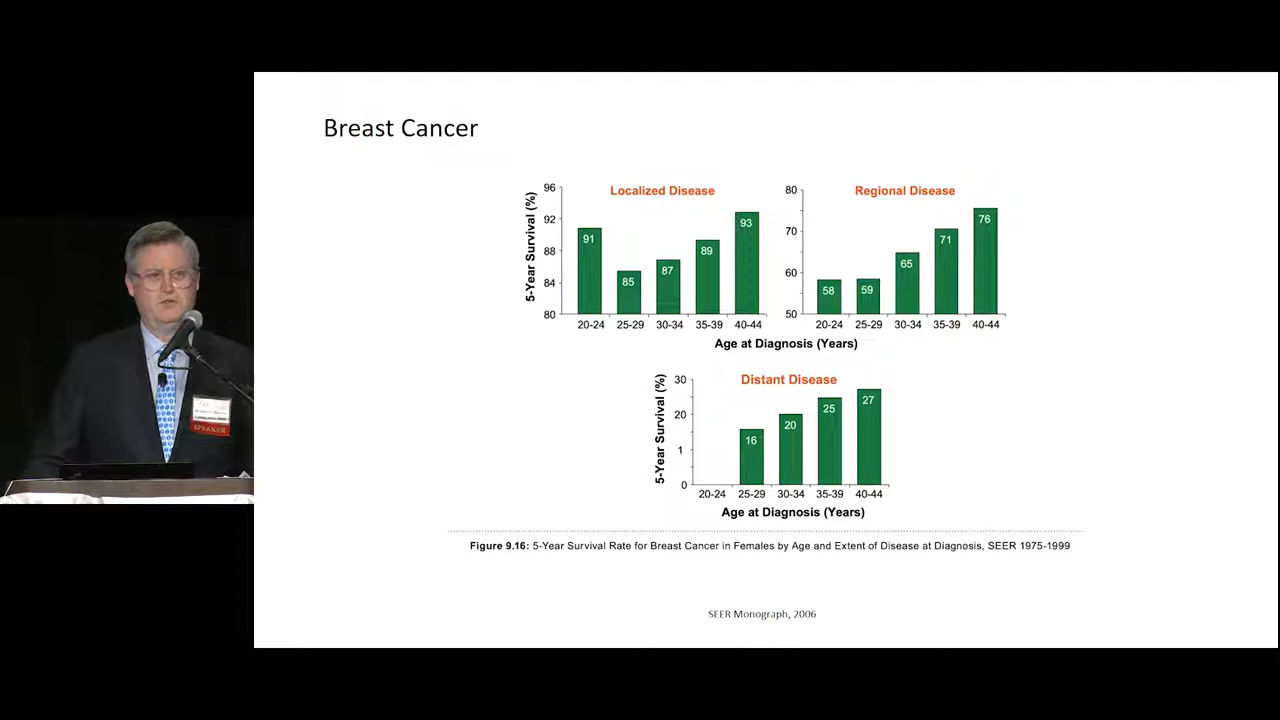 Breast Cancer
Localized Disease
5-Year Survival (%)
96
92
88
84
80
91
85
87
89
93
20-24 25-29 30-34 35-39 40-44
Regional Disease
80
70
60
50
58
59
65
71
76
20-24 25-29 30-34 35-39 40-44
Age at Diagnosis (Years)
Distant Disease
5-Year Survival (%)
30
20
1
0
16
20
25
27
20-24 25-29 30-34 35-39 40-44
Age at Diagnosis (Years)
Figure 9.16: 5-Year Survival Rate for Breast Cancer in Females by Age and Extent of Disease at Diagnosis, SEER 1975-1999
SEER Monograph, 2006
SPEAKER